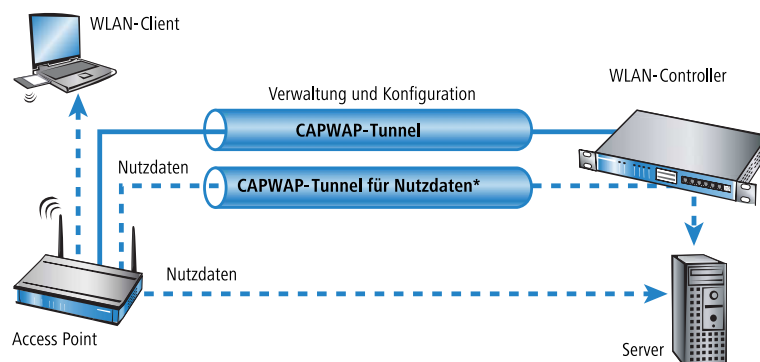 WLAN-Client
Verwaltung und Konfiguration
WLAN-Controller
CAPWAP-Tunnel
Nutzdaten
CAPWAP-Tunnel für Nutzdaten*
Nutzdaten
Access Point
Server